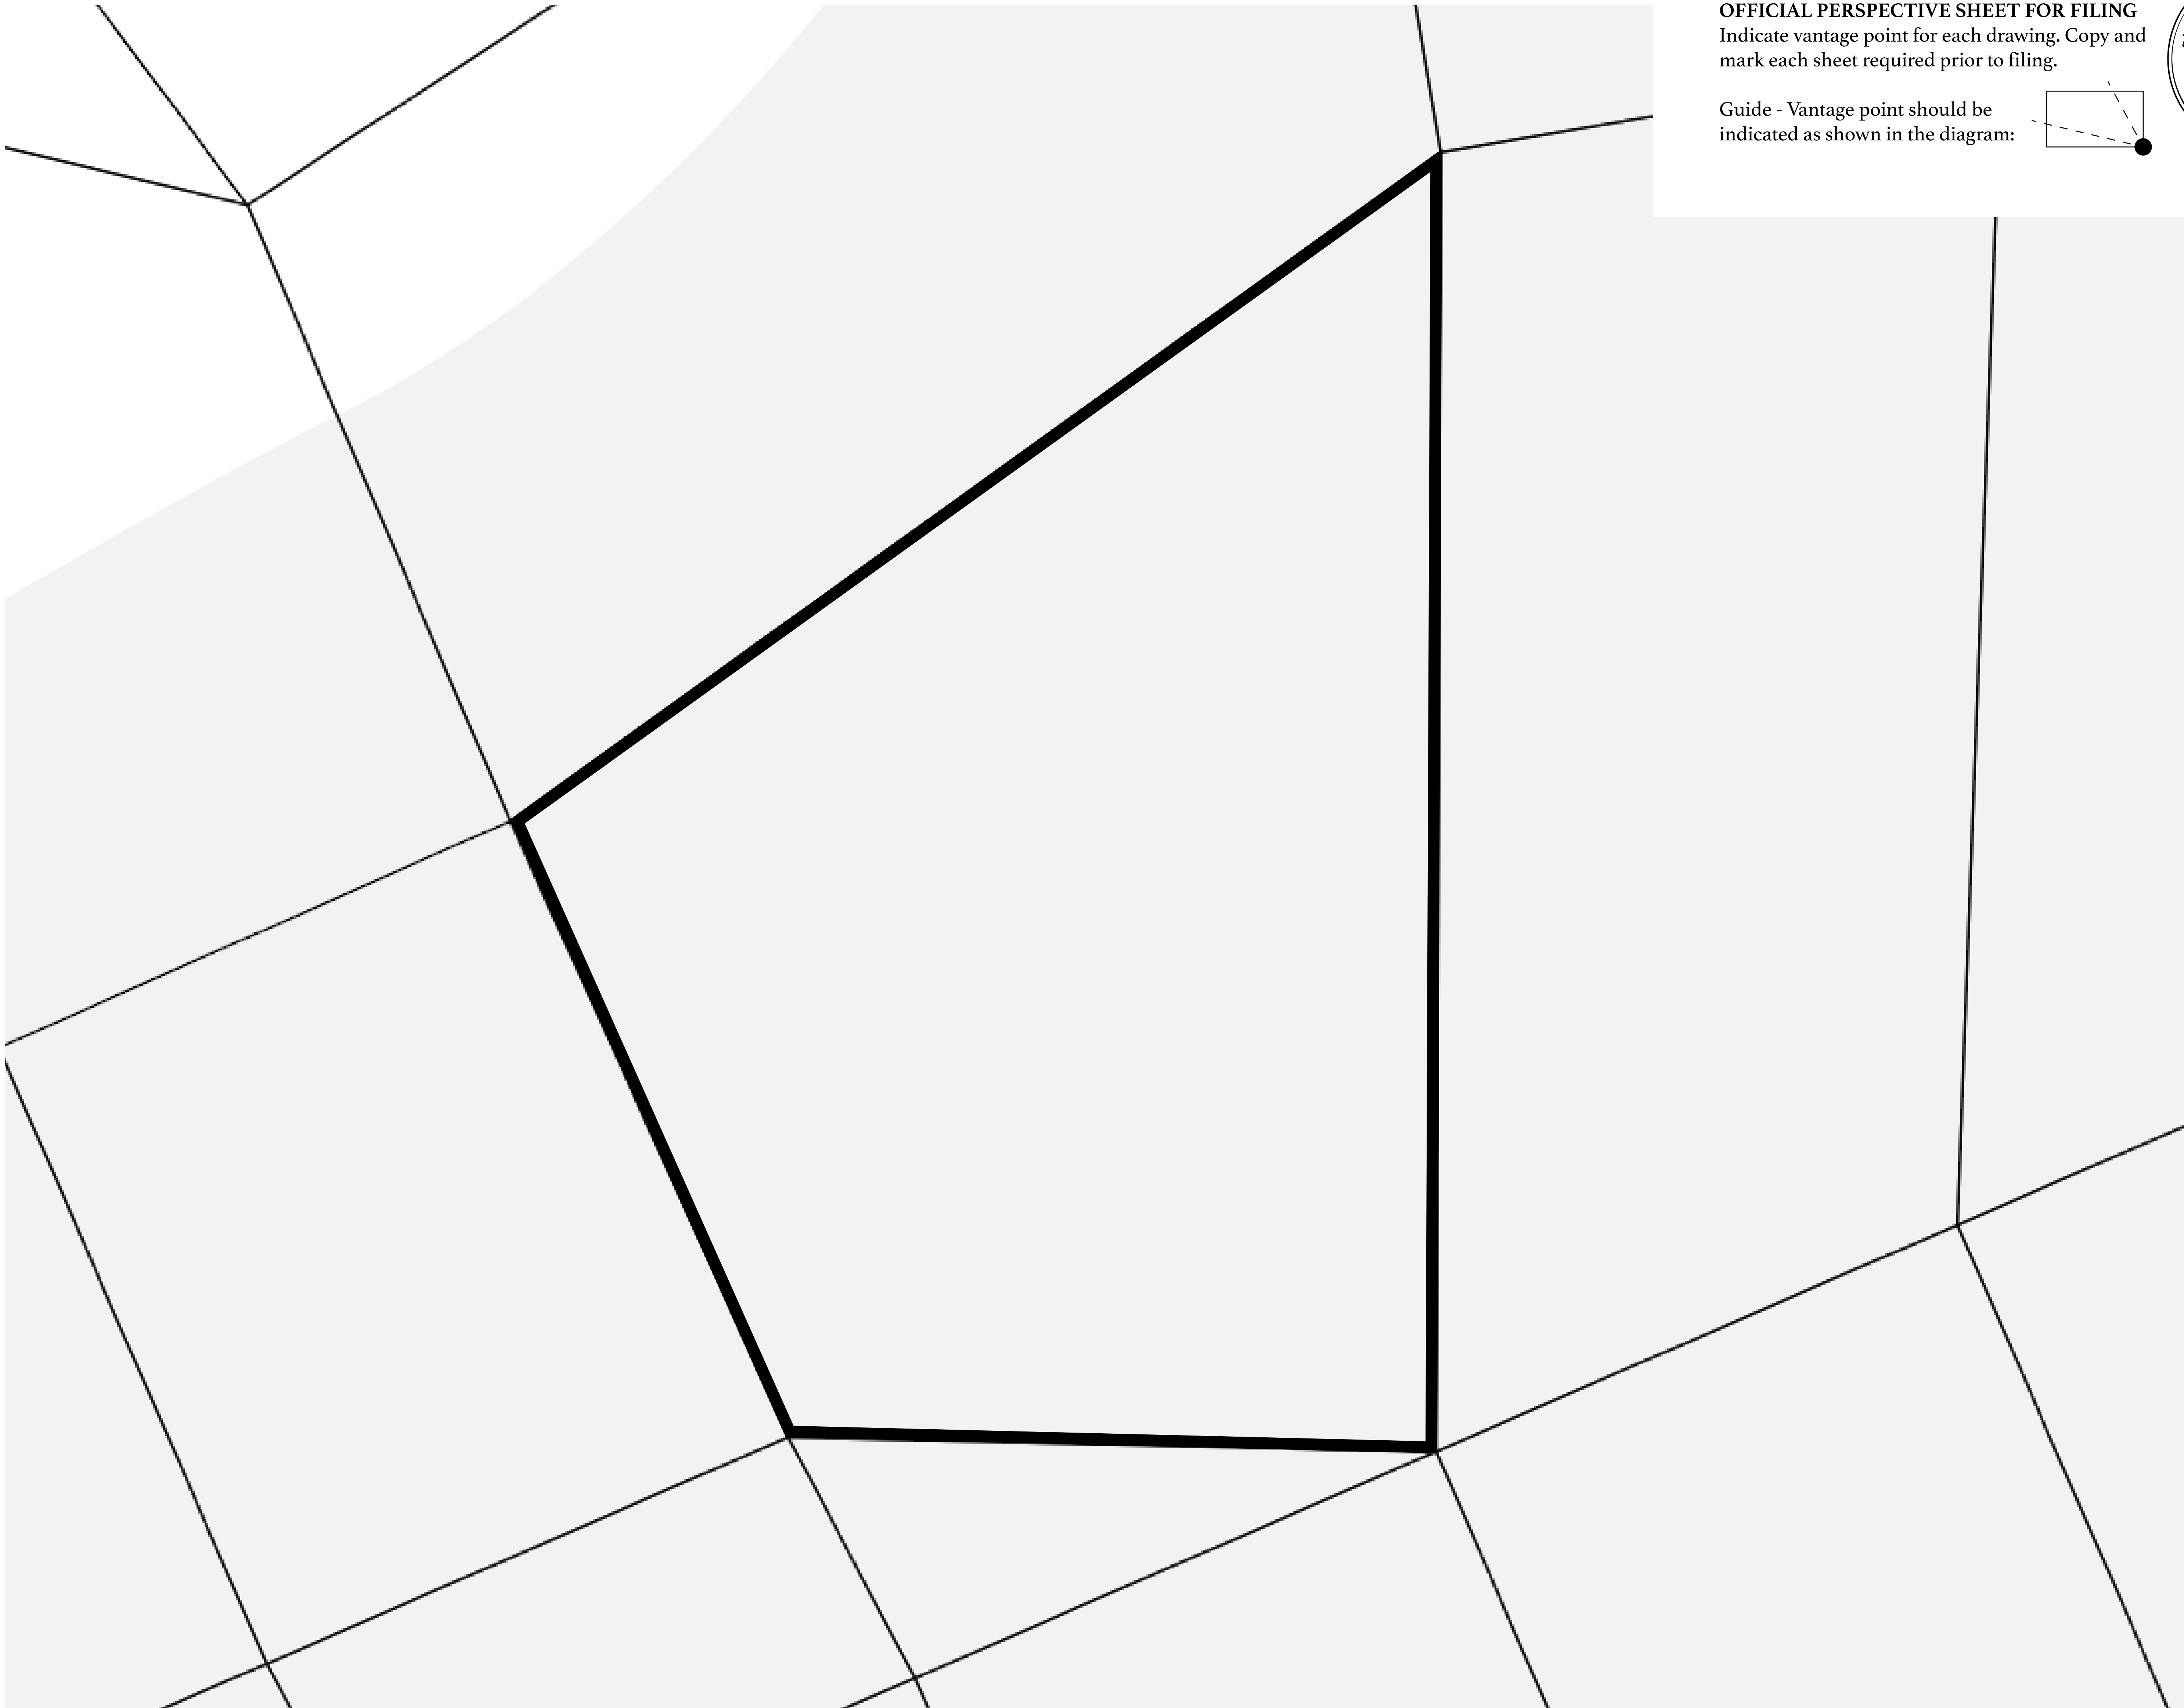 OFFICIAL PERSPECTIVE SHEET FOR FILING
Indicate vantage point for each drawing. Copy and
mark each sheet required prior to filing.
Guide - Vantage point should be
indicated as shown in the diagram: